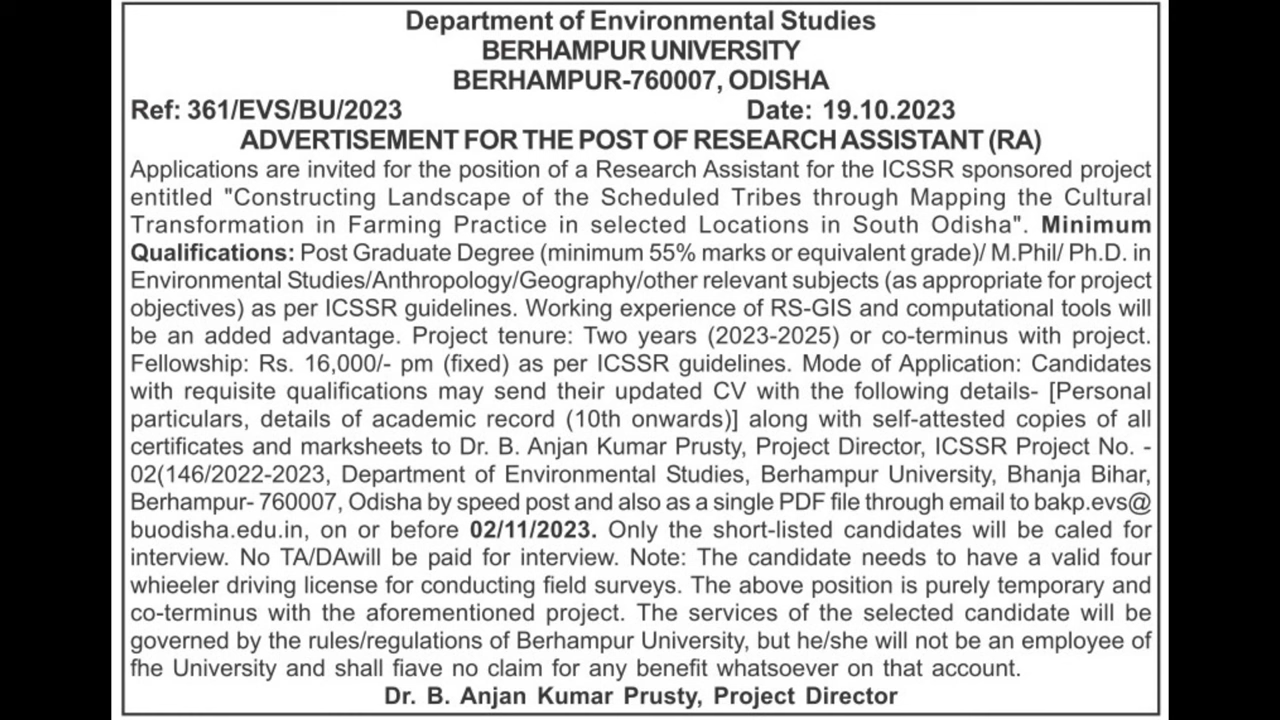 Department of Environmental Studies
BERHAMPUR UNIVERSITY
BERHAMPUR-760007, ODISHA
Ref: 361/EVS/BU/2023 Date: 19.10.2023
ADVERTISEMENT FOR THE POST OF RESEARCH ASSISTANT (RA)
Applications are invited for the position of a Research Assistant for the ICSSR sponsored project
entitled "Constructing Landscape of the Scheduled Tribes through Mapping the Cultural
Transformation in Farming Practice in selected Locations in South Odisha". Minimum
Qualifications: Post Graduate Degree (minimum 55% marks or equivalent grade)/ M.Phil/ Ph.D. in
Environmental Studies/Anthropology/Geography/other relevant subjects (as appropriate for project
objectives) as per ICSSR guidelines. Working experience of RS-GIS and computational tools will
be an added advantage. Project tenure: Two years (2023-2025) or co-terminus with project.
Fellowship: Rs. 16,000/- pm (fixed) as per ICSSR guidelines. Mode of Application: Candidates
with requisite qualifications may send their updated CV with the following details- [Personal
particulars, details of academic record (10th onwards)] along with self-attested copies of all
certificates and marksheets to Dr. B. Anjan Kumar Prusty, Project Director, ICSSR Project No. -
02(146/2022-2023, Department of Environmental Studies, Berhampur University, Bhanja Bihar,
Berhampur- 760007, Odisha by speed post and also as a single PDF file through email to bakp.evs@
buodisha.edu.in, on or before 02/11/2023. Only the short-listed candidates will be caled for
interview. No TA/DAwill be paid for interview. Note: The candidate needs to have a valid four
whieeler driving license for conducting field surveys. The above position is purely temporary and
co-terminus with the aforementioned project. The services of the selected candidate will be
governed by the rules/regulations of Berhampur University, but he/she will not be an employee of
fhe University and shall fiave no claim for any benefit whatsoever on that account.
Dr. B. Anjan Kumar Prusty, Project Director